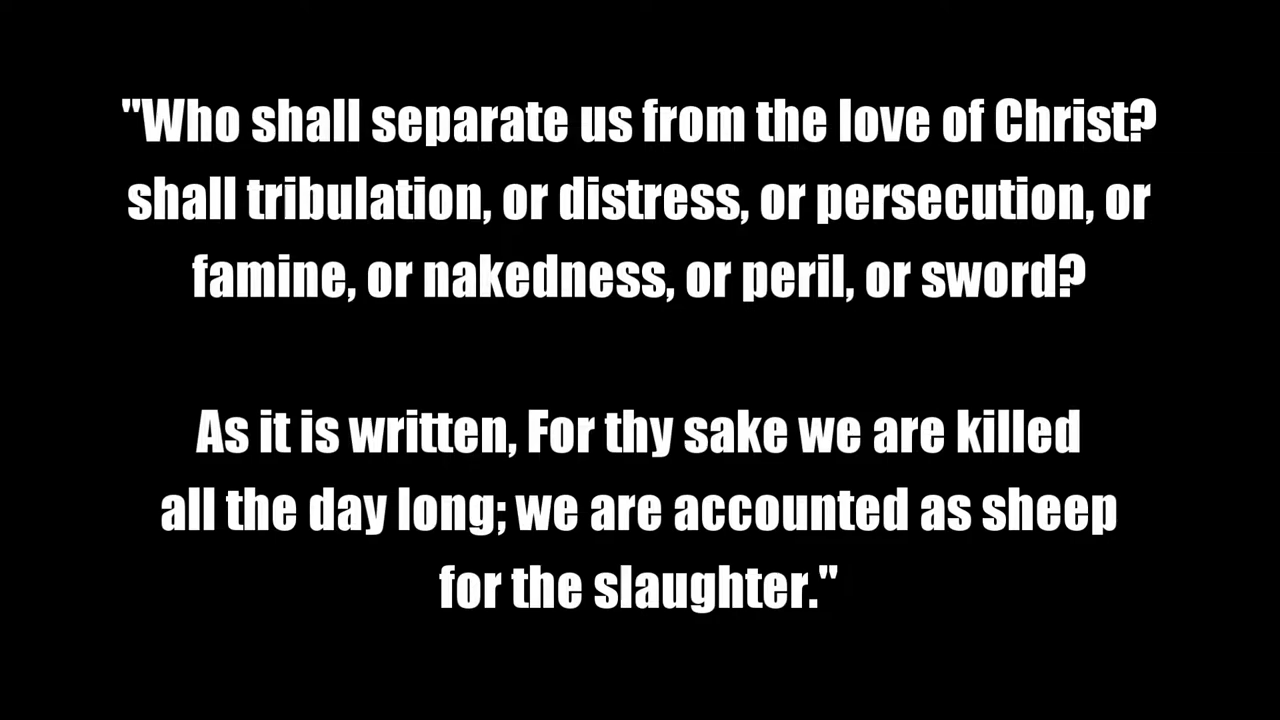 "Who shall separate us from the love of Christ?
shall tribulation, or distress, or persecution, or
famine, or nakedness, or peril, or sword?
As it is written, For thy sake we are killed
all the day long; we are accounted as sheep
for the slaughter."